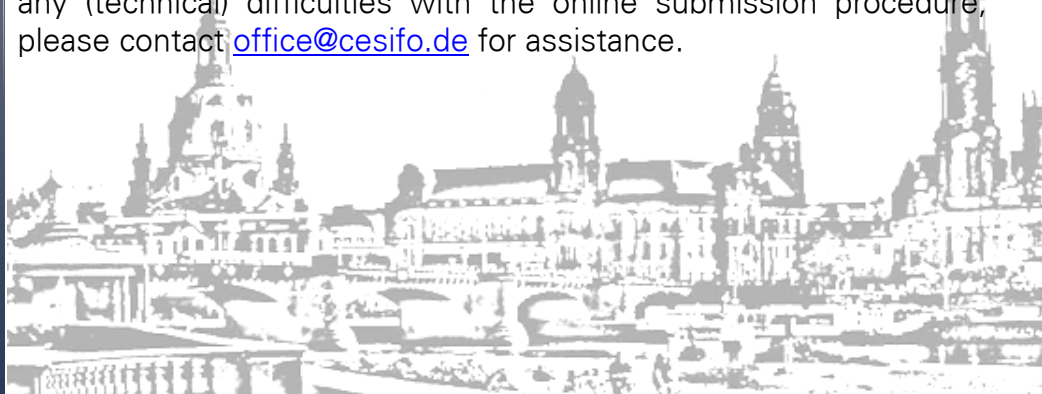 any (technical) difficulties with the online submission procedure,
please contact office@cesifo.de for assistance.